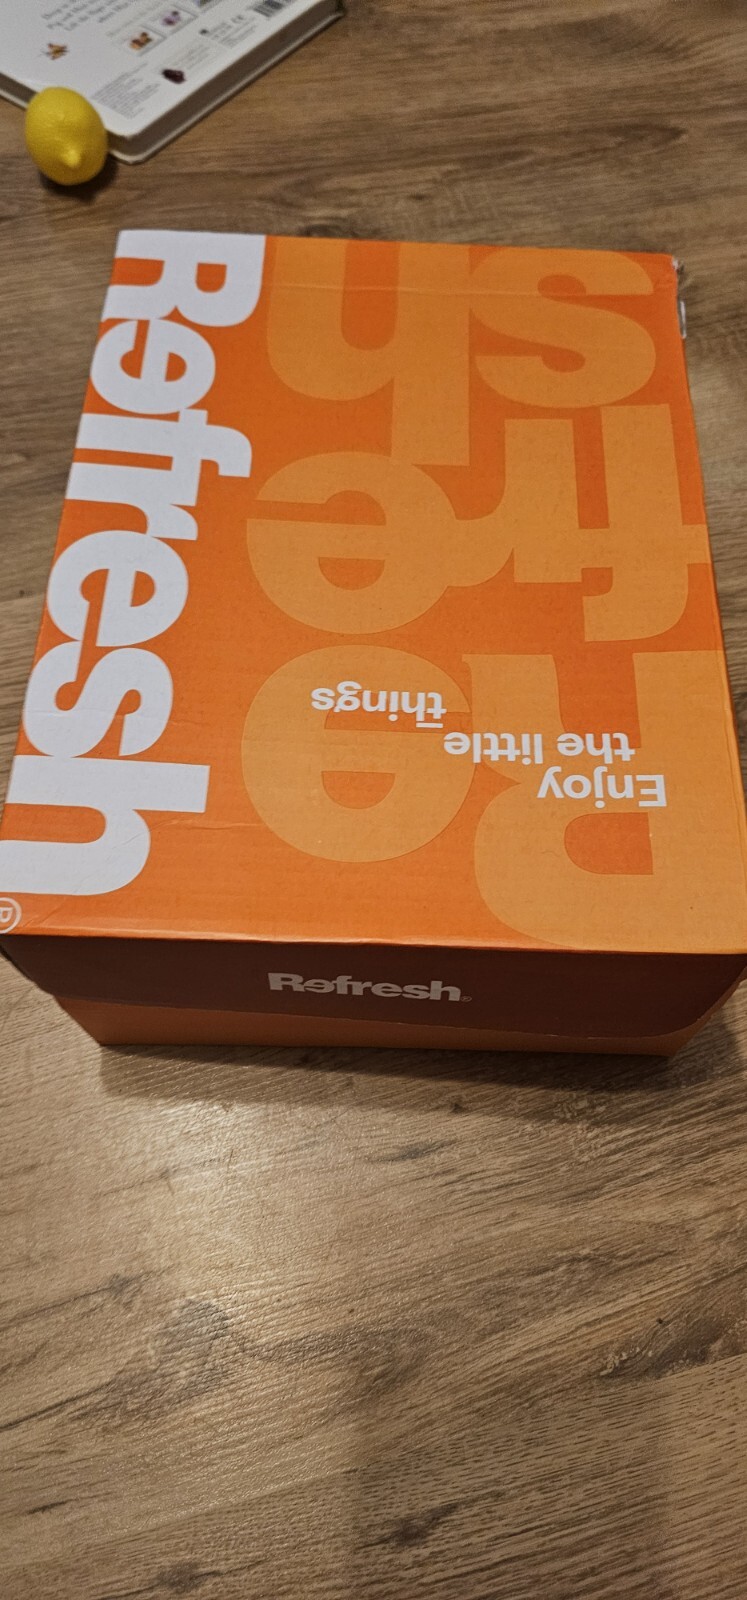 Refresh®
Refresh
Enjoy
the little
things
Refresh®